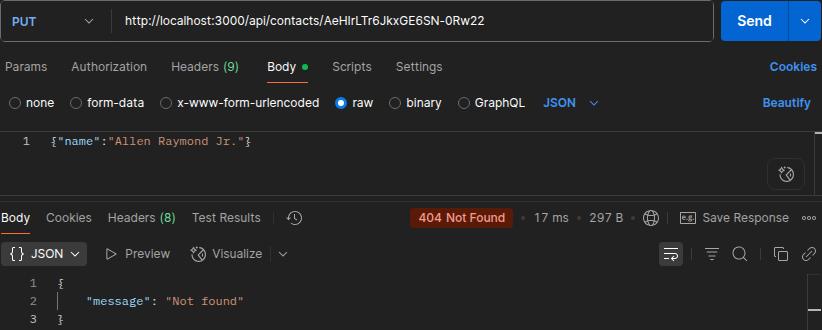 PUT http://localhost:3000/api/contacts/AeHIrLTr6JkxGE6SN-0Rw22 Send
Params Authorization Headers (9) Body Scripts Settings Cookies
none form-data x-www-form-urlencoded raw binary GraphQL JSON Beautify
1 {"name":"Allen Raymond Jr."}
Body Cookies Headers (8) Test Results 404 Not Found 17 ms 297 B e.g. Save Response
{} JSON Preview Visualize
1 {
2 "message": "Not found"
3 }